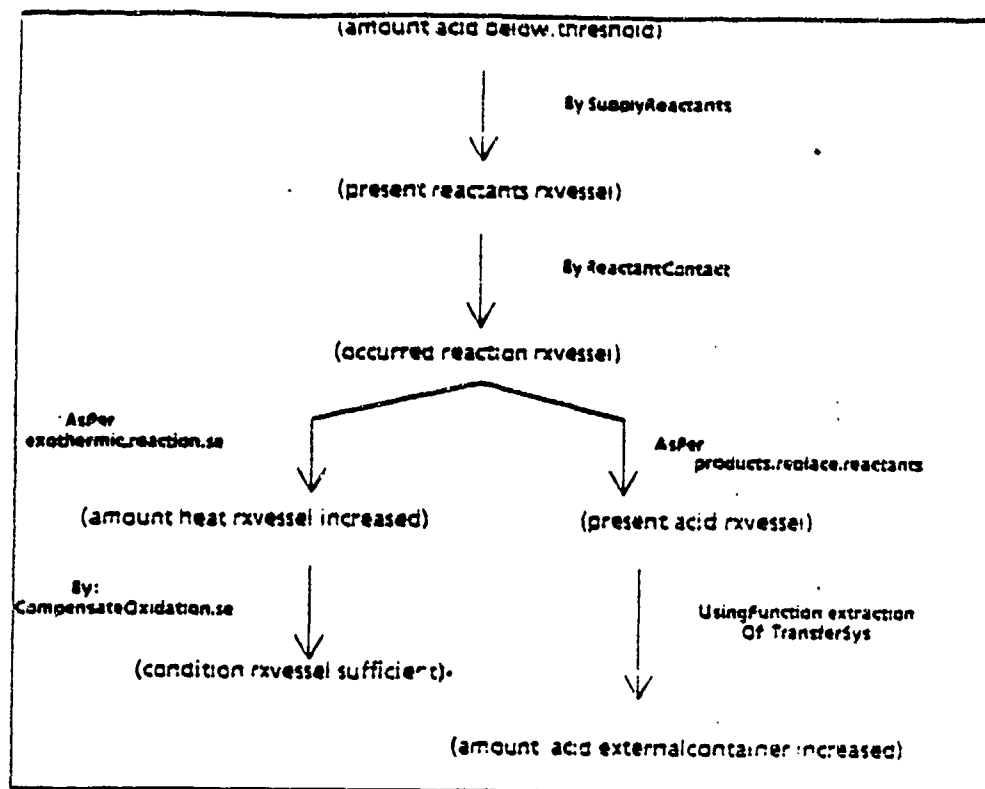 (amount acid below.threshold)
By SupplyReactants
(present reactants rxvessel)
By ReactantContact
(occurred reaction rxvessel)
AsPer
exothermic.reaction.se
AsPer
products.replace.reactants
(amount heat rxvessel increased)
(present acid rxvessel)
By:
CompensateOxidation.se
UsingFunction extraction
Of TransferSys
(condition rxvessel sufficient)
(amount acid externalcontainer increased)